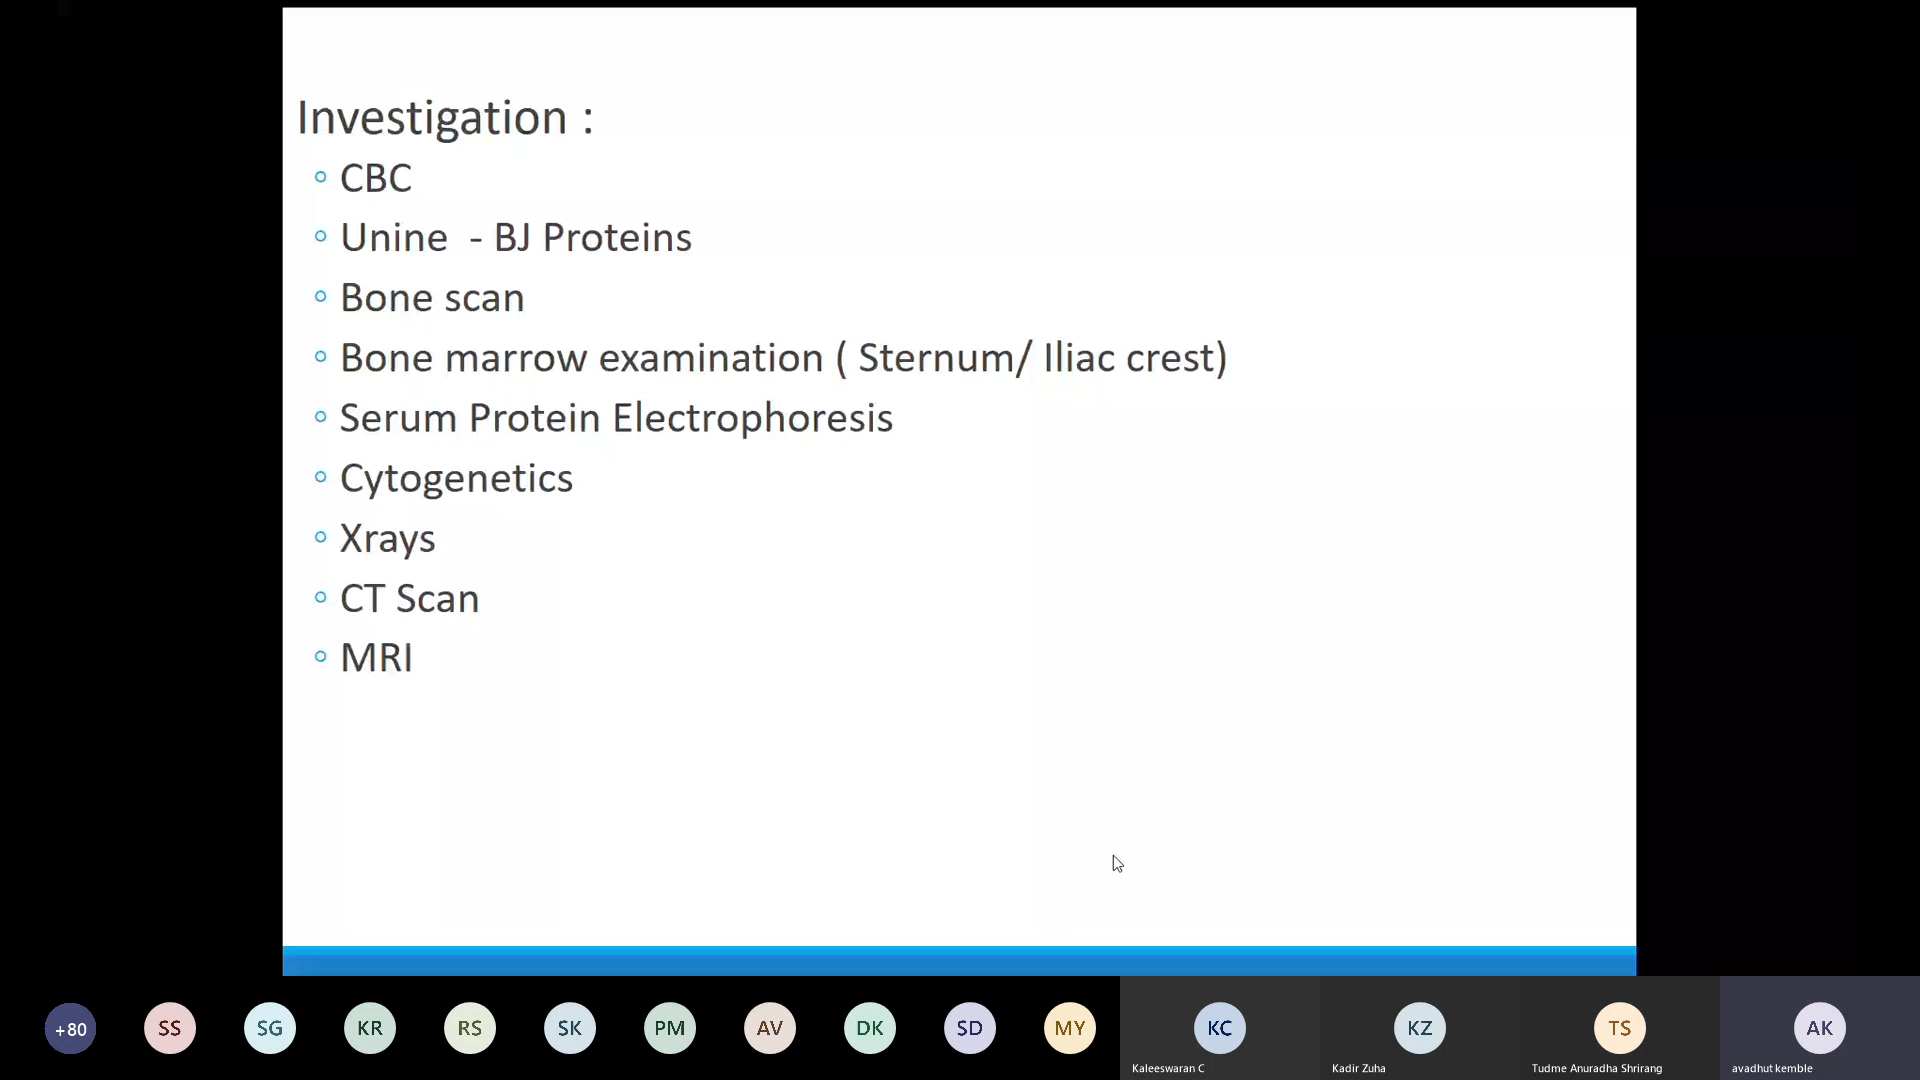 Investigation :
CBC
Unine - BJ Proteins
Bone scan
Bone marrow examination ( Sternum/ Iliac crest)
Serum Protein Electrophoresis
Cytogenetics
Xrays
CT Scan
MRI
+80 SS SG KR RS SK PM AV DK SD MY KC KZ TS AK
Kaleeswaran C Kadir Zuha Tudme Anuradha Shrirang avadhut kemble